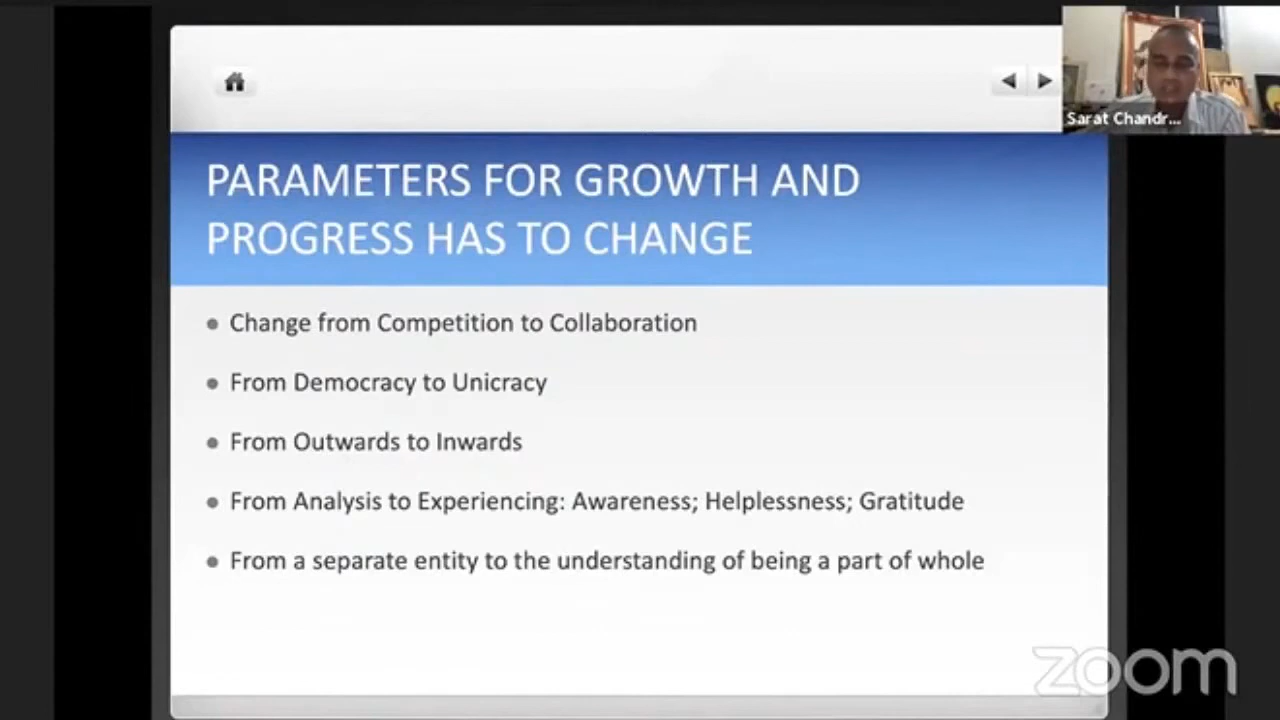 Sarat Chandr...
PARAMETERS FOR GROWTH AND
PROGRESS HAS TO CHANGE
Change from Competition to Collaboration
From Democracy to Unicracy
From Outwards to Inwards
From Analysis to Experiencing: Awareness; Helplessness; Gratitude
From a separate entity to the understanding of being a part of whole
zoom